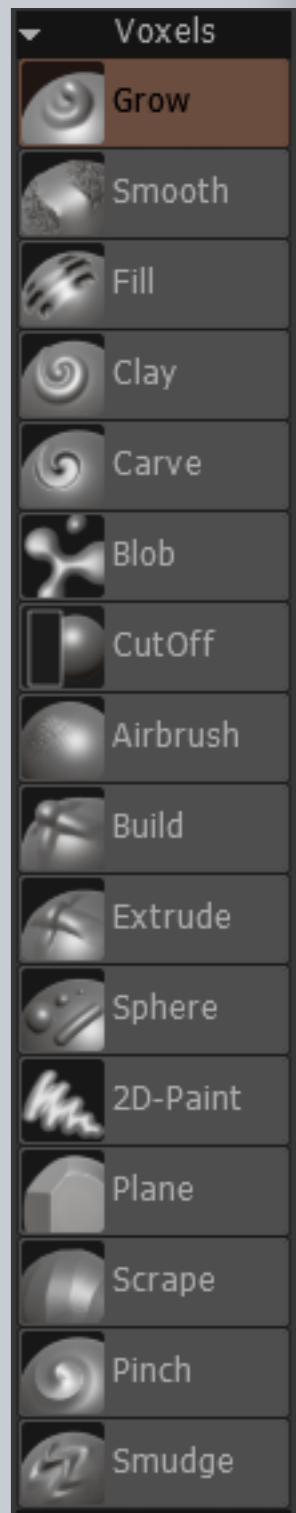 Voxels
Grow
Smooth
Fill
Clay
Carve
Blob
CutOff
Airbrush
Build
Extrude
Sphere
2D-Paint
Plane
Scrape
Pinch
Smudge